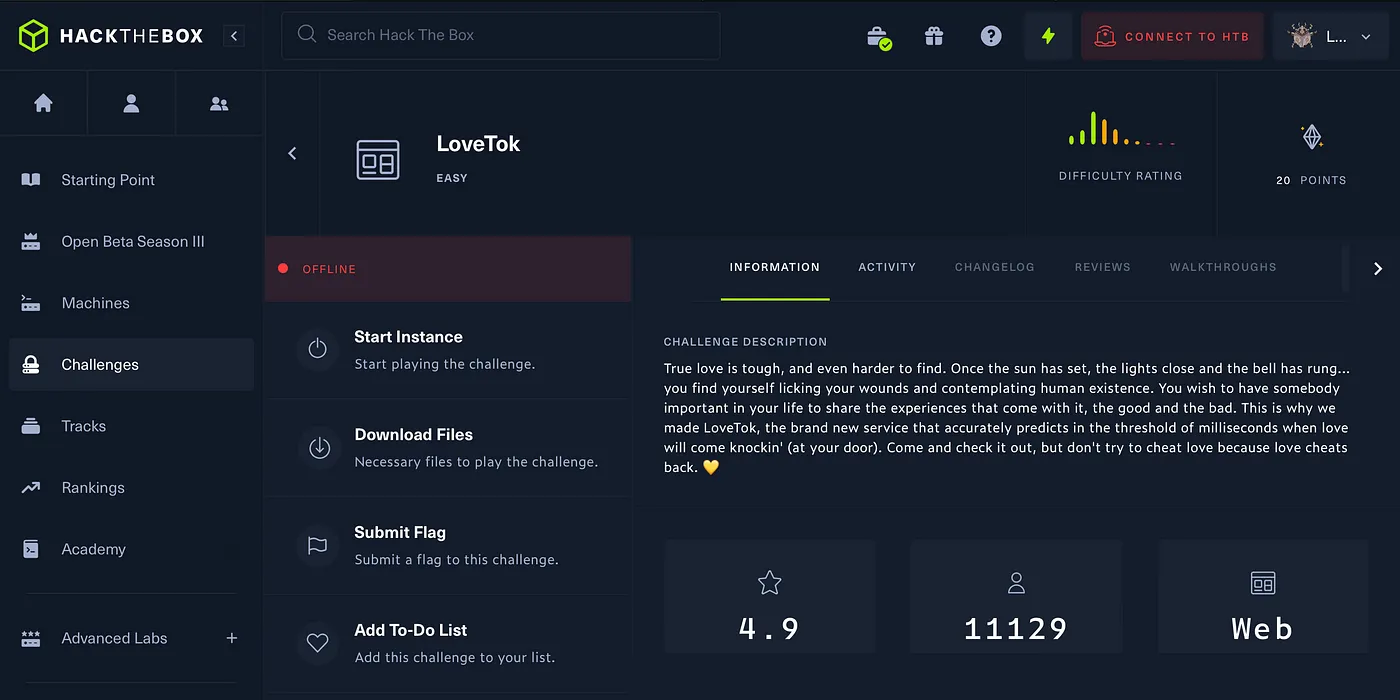 HACKTHEBOX
Search Hack The Box
CONNECT TO HTB
L...
Starting Point
Open Beta Season III
Machines
Challenges
Tracks
Rankings
Academy
Advanced Labs
LoveTok
EASY
DIFFICULTY RATING
20 POINTS
OFFLINE
Start Instance
Start playing the challenge.
Download Files
Necessary files to play the challenge.
Submit Flag
Submit a flag to this challenge.
Add To-Do List
Add this challenge to your list.
INFORMATION
ACTIVITY
CHANGELOG
REVIEWS
WALKTHROUGHS
CHALLENGE DESCRIPTION
True love is tough, and even harder to find. Once the sun has set, the lights close and the bell has rung...
you find yourself licking your wounds and contemplating human existence. You wish to have somebody
important in your life to share the experiences that come with it, the good and the bad. This is why we
made LoveTok, the brand new service that accurately predicts in the threshold of milliseconds when love
will come knockin' (at your door). Come and check it out, but don't try to cheat love because love cheats
back. 💛
4.9
11129
Web